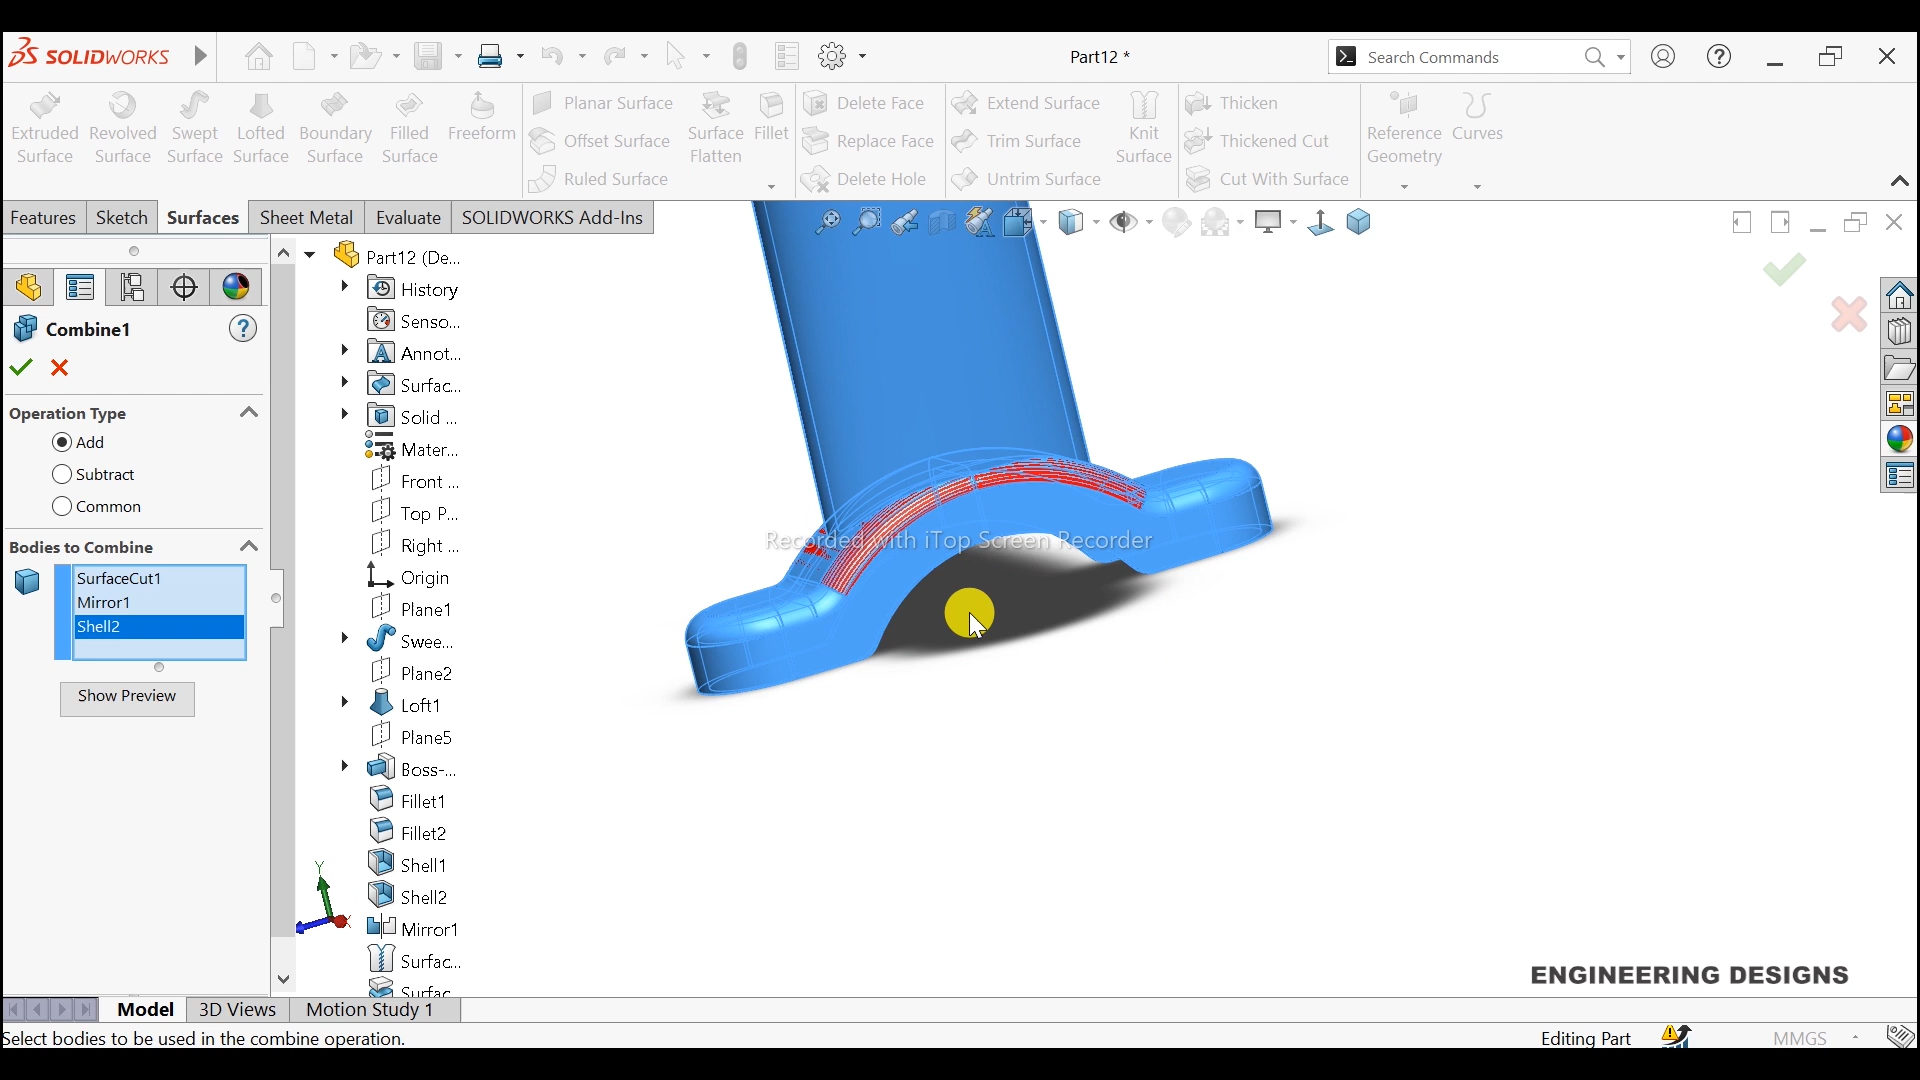 SOLIDWORKS
Part12 *
Search Commands
Extruded Surface
Revolved Surface
Swept Surface
Lofted Surface
Boundary Surface
Filled Surface
Freeform
Planar Surface
Offset Surface
Ruled Surface
Surface Flatten
Fillet
Delete Face
Replace Face
Delete Hole
Extend Surface
Trim Surface
Untrim Surface
Knit Surface
Thicken
Thickened Cut
Cut With Surface
Reference Geometry
Curves
Features
Sketch
Surfaces
Sheet Metal
Evaluate
SOLIDWORKS Add-Ins
Combine1
Operation Type
Add
Subtract
Common
Bodies to Combine
SurfaceCut1
Mirror1
Shell2
Show Preview
Part12 (De...
History
Senso...
Annot...
Surfac...
Solid ...
Mater...
Front ...
Top P...
Right ...
Origin
Plane1
Swee...
Plane2
Loft1
Plane5
Boss-...
Fillet1
Fillet2
Shell1
Shell2
Mirror1
Surfac...
Surfac...
Y
X
Recorded with iTop Screen Recorder
ENGINEERING DESIGNS
Model
3D Views
Motion Study 1
Select bodies to be used in the combine operation.
Editing Part
MMGS